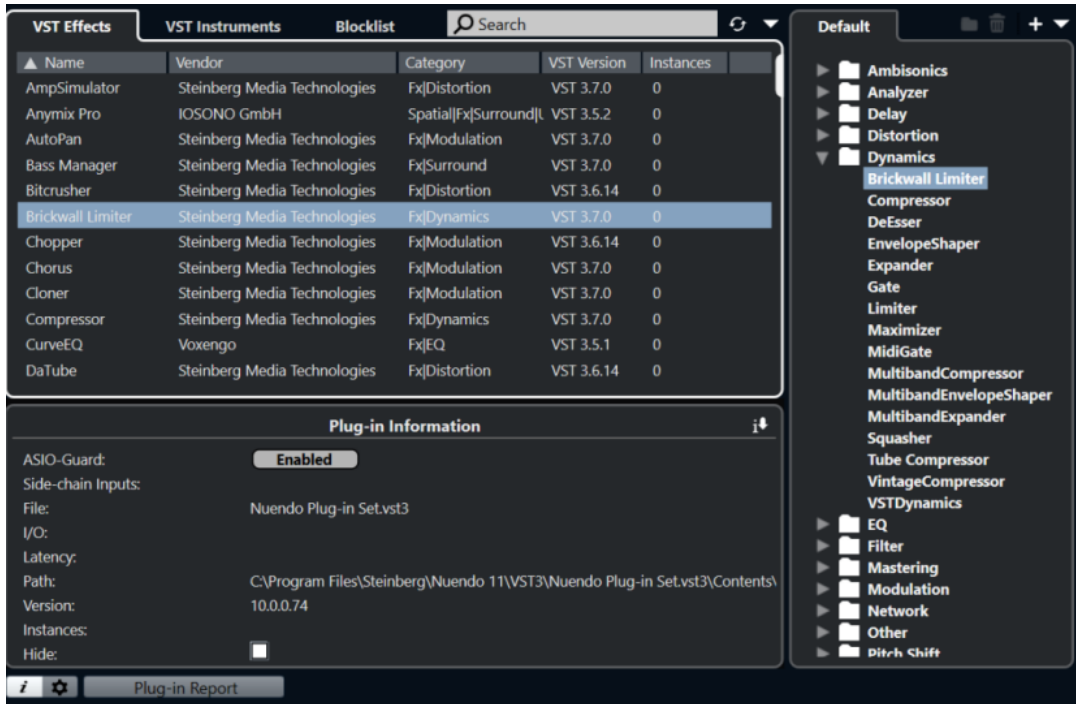 VST Effects VST Instruments Blocklist Search
Name Vendor Category VST Version Instances
AmpSimulator Steinberg Media Technologies Fx|Distortion VST 3.7.0 0
Anymix Pro IOSONO GmbH Spatial|Fx|Surround|U VST 3.5.2 0
AutoPan Steinberg Media Technologies Fx|Modulation VST 3.7.0 0
Bass Manager Steinberg Media Technologies Fx|Surround VST 3.7.0 0
Bitcrusher Steinberg Media Technologies Fx|Distortion VST 3.6.14 0
Brickwall Limiter Steinberg Media Technologies Fx|Dynamics VST 3.7.0 0
Chopper Steinberg Media Technologies Fx|Modulation VST 3.6.14 0
Chorus Steinberg Media Technologies Fx|Modulation VST 3.7.0 0
Cloner Steinberg Media Technologies Fx|Modulation VST 3.7.0 0
Compressor Steinberg Media Technologies Fx|Dynamics VST 3.7.0 0
CurveEQ Voxengo Fx|EQ VST 3.5.1 0
DaTube Steinberg Media Technologies Fx|Distortion VST 3.6.14 0
Plug-in Information
ASIO-Guard: Enabled
Side-chain Inputs:
File: Nuendo Plug-in Set.vst3
I/O:
Latency:
Path: C:\Program Files\Steinberg\Nuendo 11\VST3\Nuendo Plug-in Set.vst3\Contents\
Version: 10.0.0.74
Instances:
Hide:
i Plug-in Report
Default
Ambisonics
Analyzer
Delay
Distortion
Dynamics
Brickwall Limiter
Compressor
DeEsser
EnvelopeShaper
Expander
Gate
Limiter
Maximizer
MidiGate
MultibandCompressor
MultibandEnvelopeShaper
MultibandExpander
Squasher
Tube Compressor
VintageCompressor
VSTDynamics
EQ
Filter
Mastering
Modulation
Network
Other
Pitch Shift